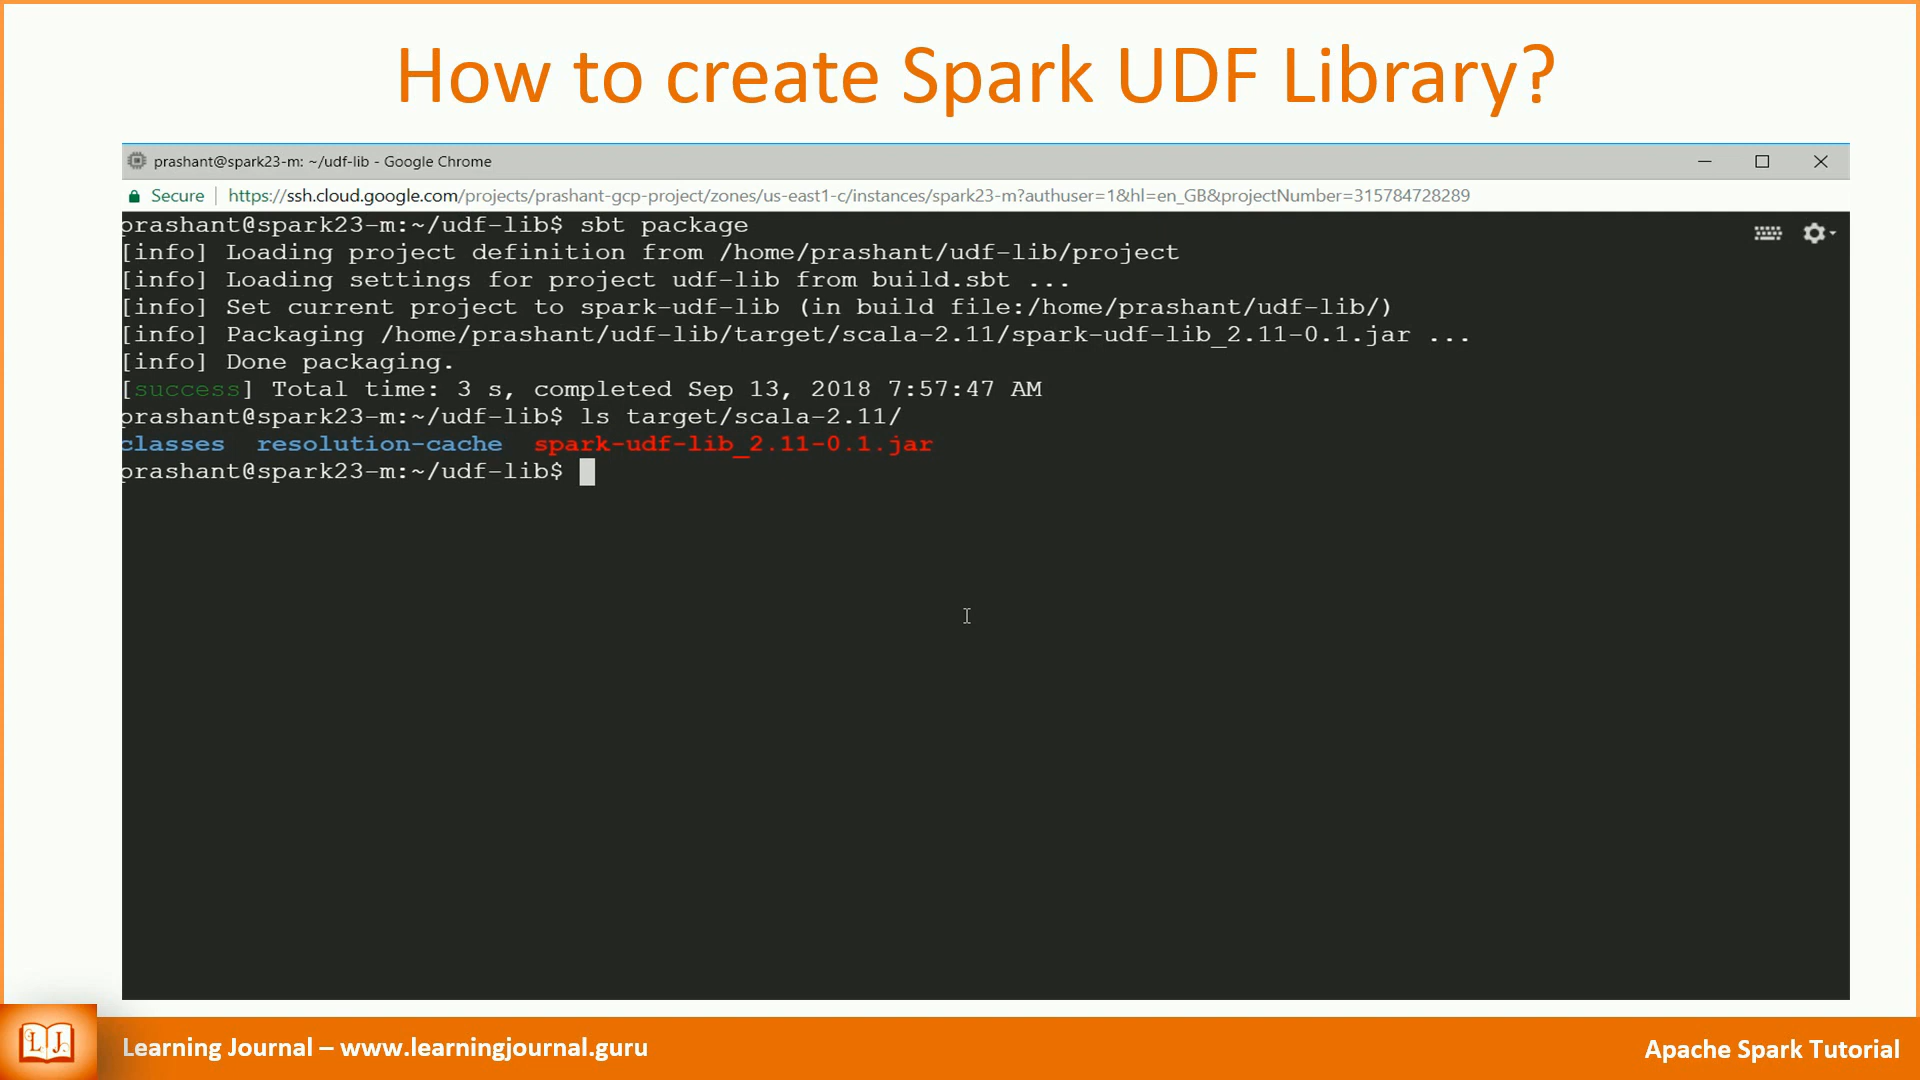 How to create Spark UDF Library?
prashant@spark23-m: ~/udf-lib - Google Chrome
Secure | https://ssh.cloud.google.com/projects/prashant-gcp-project/zones/us-east1-c/instances/spark23-m?authuser=1&hl=en_GB&projectNumber=315784728289
prashant@spark23-m:~/udf-lib$ sbt package
[info] Loading project definition from /home/prashant/udf-lib/project
[info] Loading settings for project udf-lib from build.sbt ...
[info] Set current project to spark-udf-lib (in build file:/home/prashant/udf-lib/)
[info] Packaging /home/prashant/udf-lib/target/scala-2.11/spark-udf-lib_2.11-0.1.jar ...
[info] Done packaging.
[success] Total time: 3 s, completed Sep 13, 2018 7:57:47 AM
prashant@spark23-m:~/udf-lib$ ls target/scala-2.11/
classes  resolution-cache  spark-udf-lib_2.11-0.1.jar
prashant@spark23-m:~/udf-lib$
LJ
Learning Journal – www.learningjournal.guru
Apache Spark Tutorial